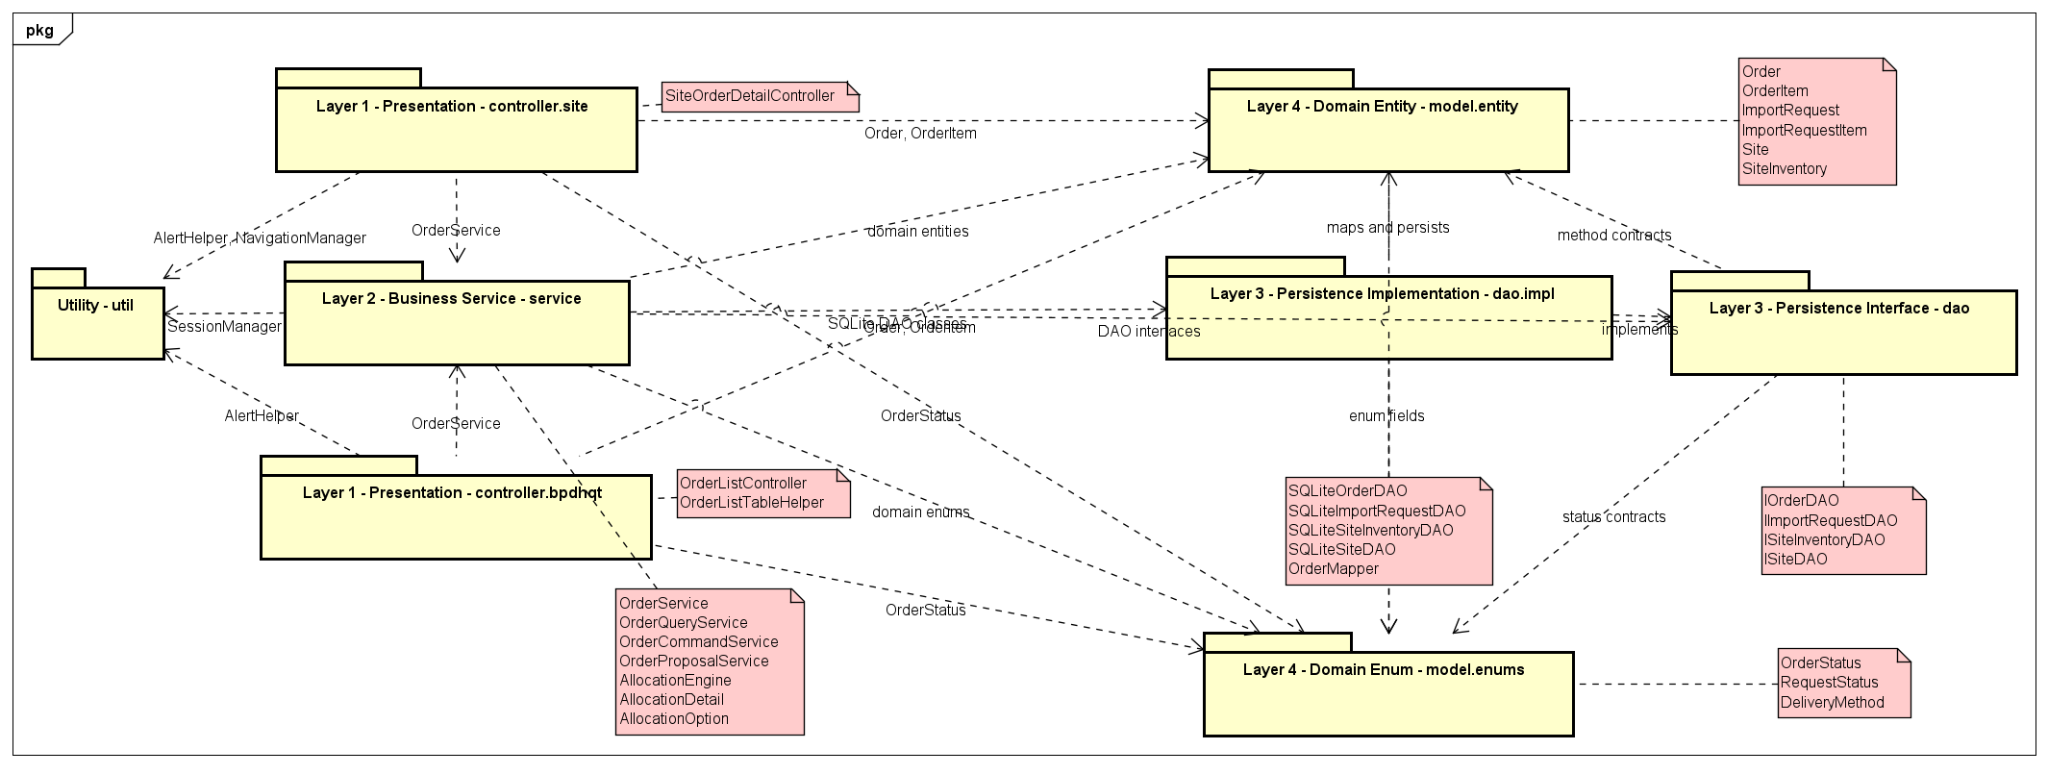 pkg
Layer 1 - Presentation - controller.site
SiteOrderDetailController
Order, OrderItem
Layer 4 - Domain Entity - model.entity
Order
OrderItem
ImportRequest
ImportRequestItem
Site
SiteInventory
AlertHelper, NavigationManager
OrderService
domain entities
maps and persists
method contracts
Utility - util
SessionManager
Layer 2 - Business Service - service
SQLite DAO classes
Order, OrderItem
DAO interfaces
Layer 3 - Persistence Implementation - dao.impl
implements
Layer 3 - Persistence Interface - dao
AlertHelper
OrderService
OrderStatus
enum fields
Layer 1 - Presentation - controller.bpdhqt
OrderListController
OrderListTableHelper
domain enums
SQLiteOrderDAO
SQLiteImportRequestDAO
SQLiteSiteInventoryDAO
SQLiteSiteDAO
OrderMapper
status contracts
IOrderDAO
IImportRequestDAO
ISiteInventoryDAO
ISiteDAO
OrderStatus
OrderService
OrderQueryService
OrderCommandService
OrderProposalService
AllocationEngine
AllocationDetail
AllocationOption
Layer 4 - Domain Enum - model.enums
OrderStatus
RequestStatus
DeliveryMethod